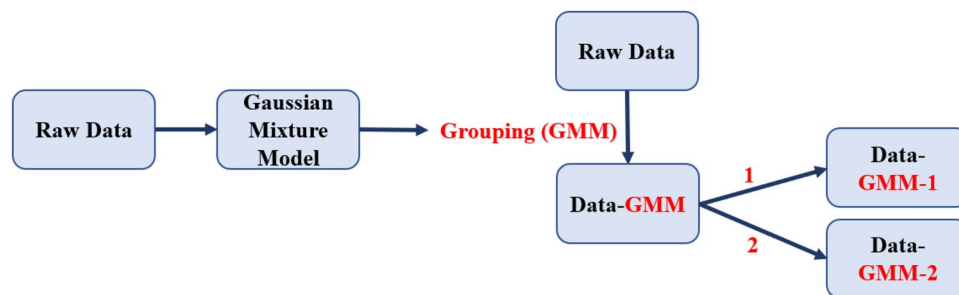 Raw Data
Gaussian
Mixture
Model
Grouping (GMM)
Raw Data
Data-GMM
1
2
Data-
GMM-1
Data-
GMM-2